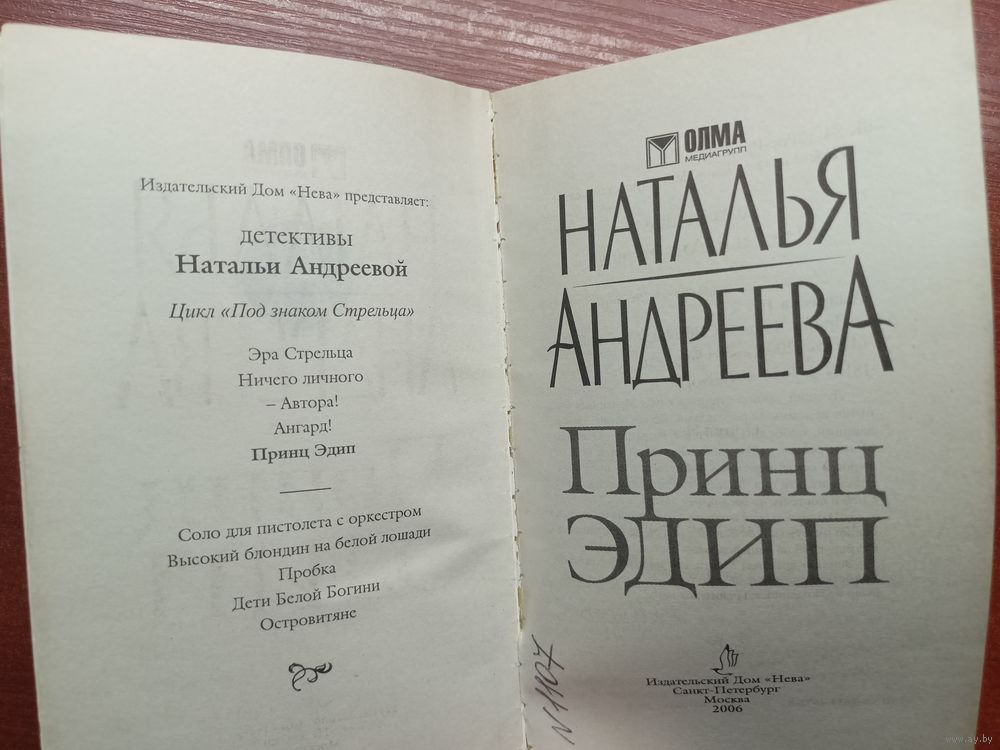 Издательский Дом «Нева» представляет:
детективы
Натальи Андреевой
Цикл «Под знаком Стрельца»
Эра Стрельца
Ничего личного
– Автора!
Ангард!
Принц Эдип
Соло для пистолета с оркестром
Высокий блондин на белой лошади
Пробка
Дети Белой Богини
Островитяне
ОЛМА
МЕДИАГРУПП
НАТАЛЬЯ
АНДРЕЕВА
Принц
ЭДИП
Издательский Дом «Нева»
Санкт-Петербург
Москва
2006
N 1107
www.ay.by